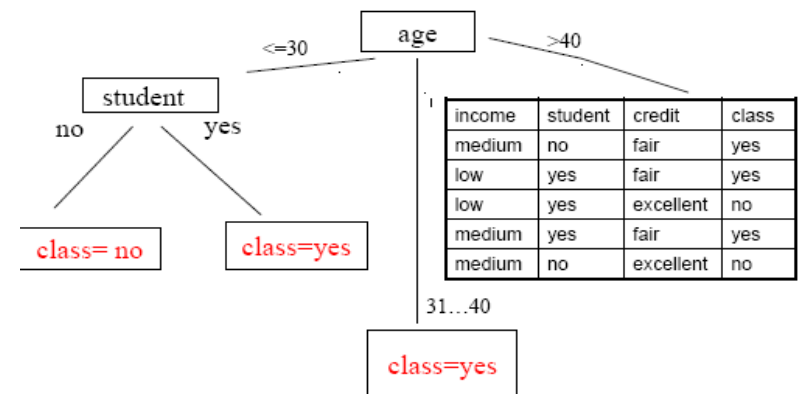 age
<=30
>40
student
no
yes
income student credit class
medium no fair yes
low yes fair yes
low yes excellent no
medium yes fair yes
medium no excellent no
class= no
class=yes
31…40
class=yes